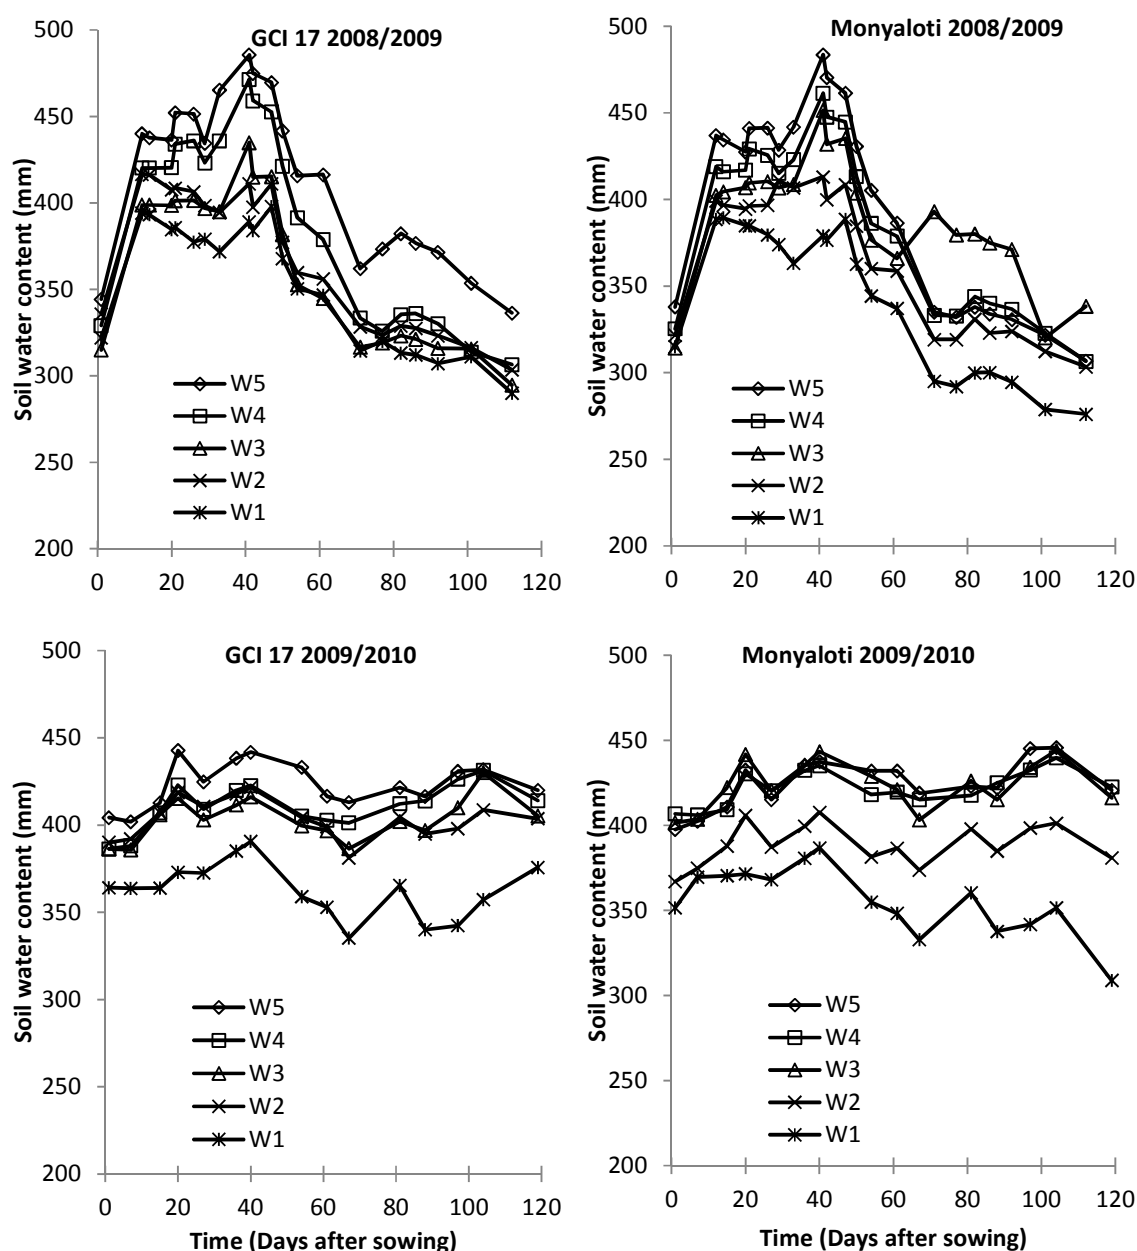 GCI 17 2008/2009
Soil water content (mm)
500
450
400
350
300
250
200
0 20 40 60 80 100 120
W5
W4
W3
W2
W1
Monyaloti 2008/2009
Soil water content (mm)
500
450
400
350
300
250
200
0 20 40 60 80 100 120
W5
W4
W3
W2
W1
GCI 17 2009/2010
Soil water content (mm)
500
450
400
350
300
250
200
0 20 40 60 80 100 120
W5
W4
W3
W2
W1
Time (Days after sowing)
Monyaloti 2009/2010
Soil water content (mm)
500
450
400
350
300
250
200
0 20 40 60 80 100 120
W5
W4
W3
W2
W1
Time (Days after sowing)